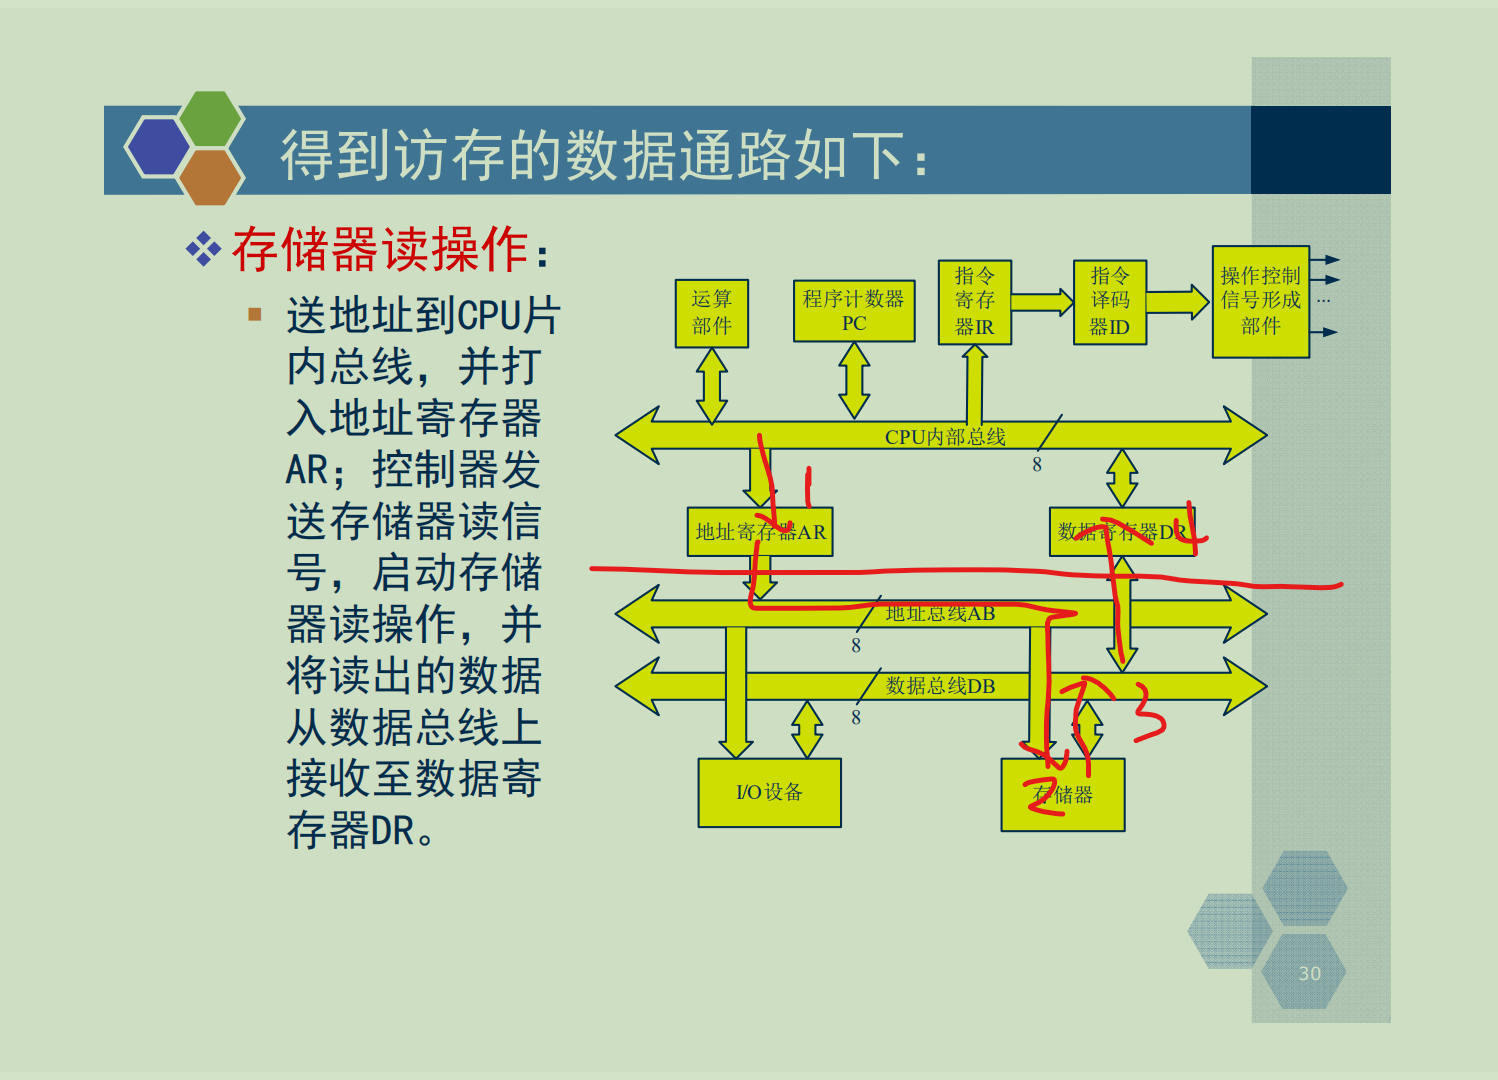 得到访存的数据通路如下：
存储器读操作：
送地址到CPU片
内总线，并打
入地址寄存器
AR；控制器发
送存储器读信
号，启动存储
器读操作，并
将读出的数据
从数据总线上
接收至数据寄
存器DR。
运算
部件
程序计数器
PC
指令
寄存
器IR
指令
译码
器ID
操作控制
信号形成
部件
...
CPU内部总线
8
1
地址寄存器AR
数据寄存器DR
4
地址总线AB
8
数据总线DB
8
3
I/O设备
存储器
2
30